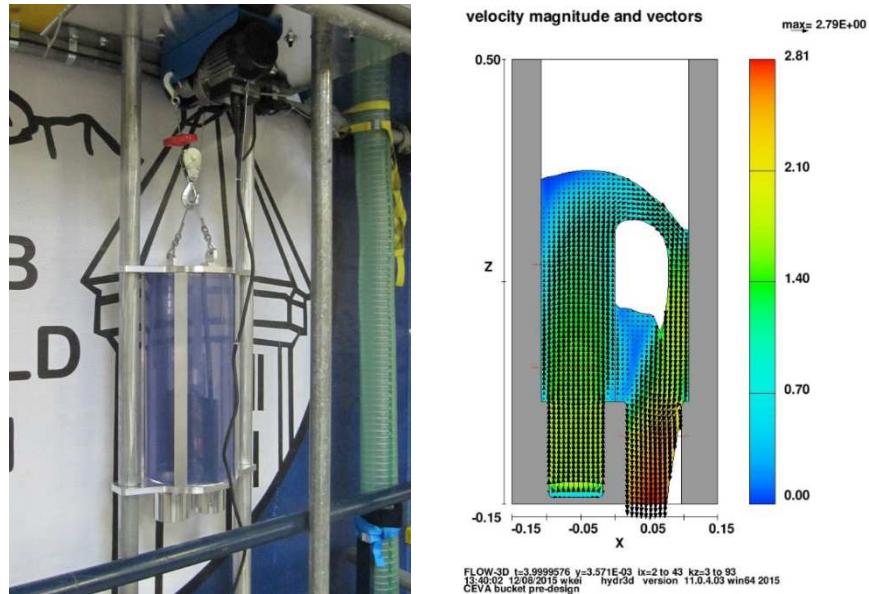 B
LD
velocity magnitude and vectors
max= 2.79E+00
0.50
Z
-0.15
-0.15 -0.05 0.05 0.15
X
2.81
2.10
1.40
0.70
0.00
FLOW-3D t=3.9999576 y=3.571E-03 ix=2 to 43 kz=3 to 93
13:40:02 12/08/2015 wkei hydr3d version 11.0.4.03 win64 2015
CEVA bucket pre-design